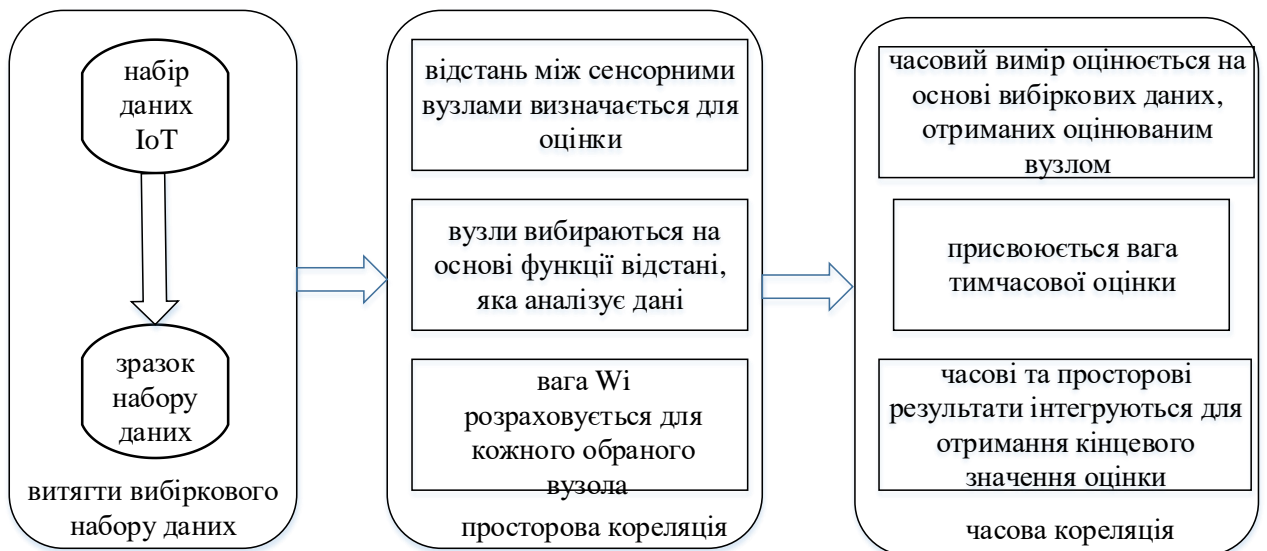 набір
даних
IoT
зразок
набору
даних
витягти вибіркового
набору даних
відстань між сенсорними
вузлами визначається для
оцінки
вузли вибираються на
основі функції відстані,
яка аналізує дані
вага Wi
розраховується для
кожного обраного
вузола
просторова кореляція
часовий вимір оцінюється на
основі вибіркових даних,
отриманих оцінюваним
вузлом
присвоюється вага
тимчасової оцінки
часові та просторові
результати інтегруються для
отримання кінцевого
значення оцінки
часова кореляція